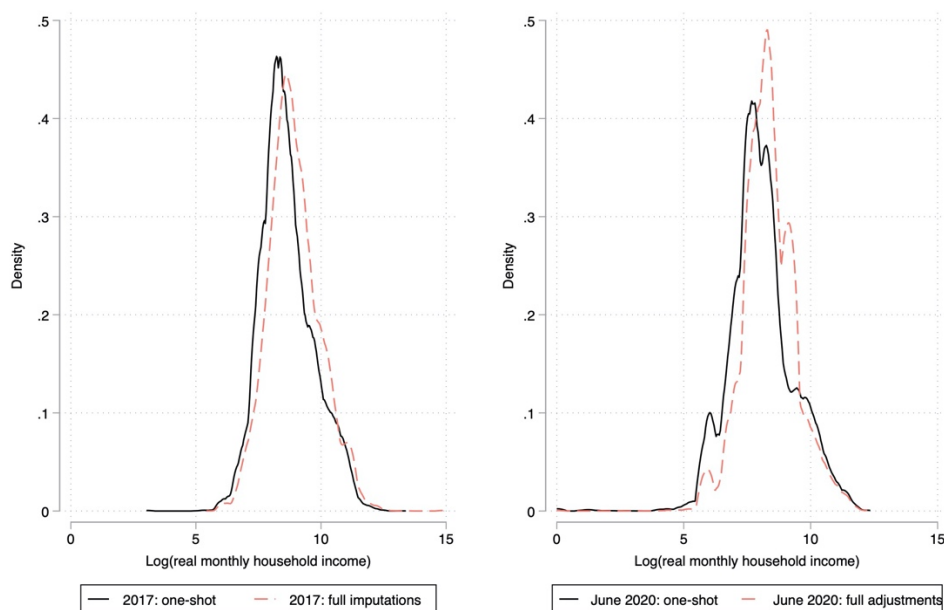 .5
.4
.3
.2
.1
0
Density
0
5
10
15
Log(real monthly household income)
2017: one-shot
2017: full imputations
.5
.4
.3
.2
.1
0
Density
0
5
10
15
Log(real monthly household income)
June 2020: one-shot
June 2020: full adjustments